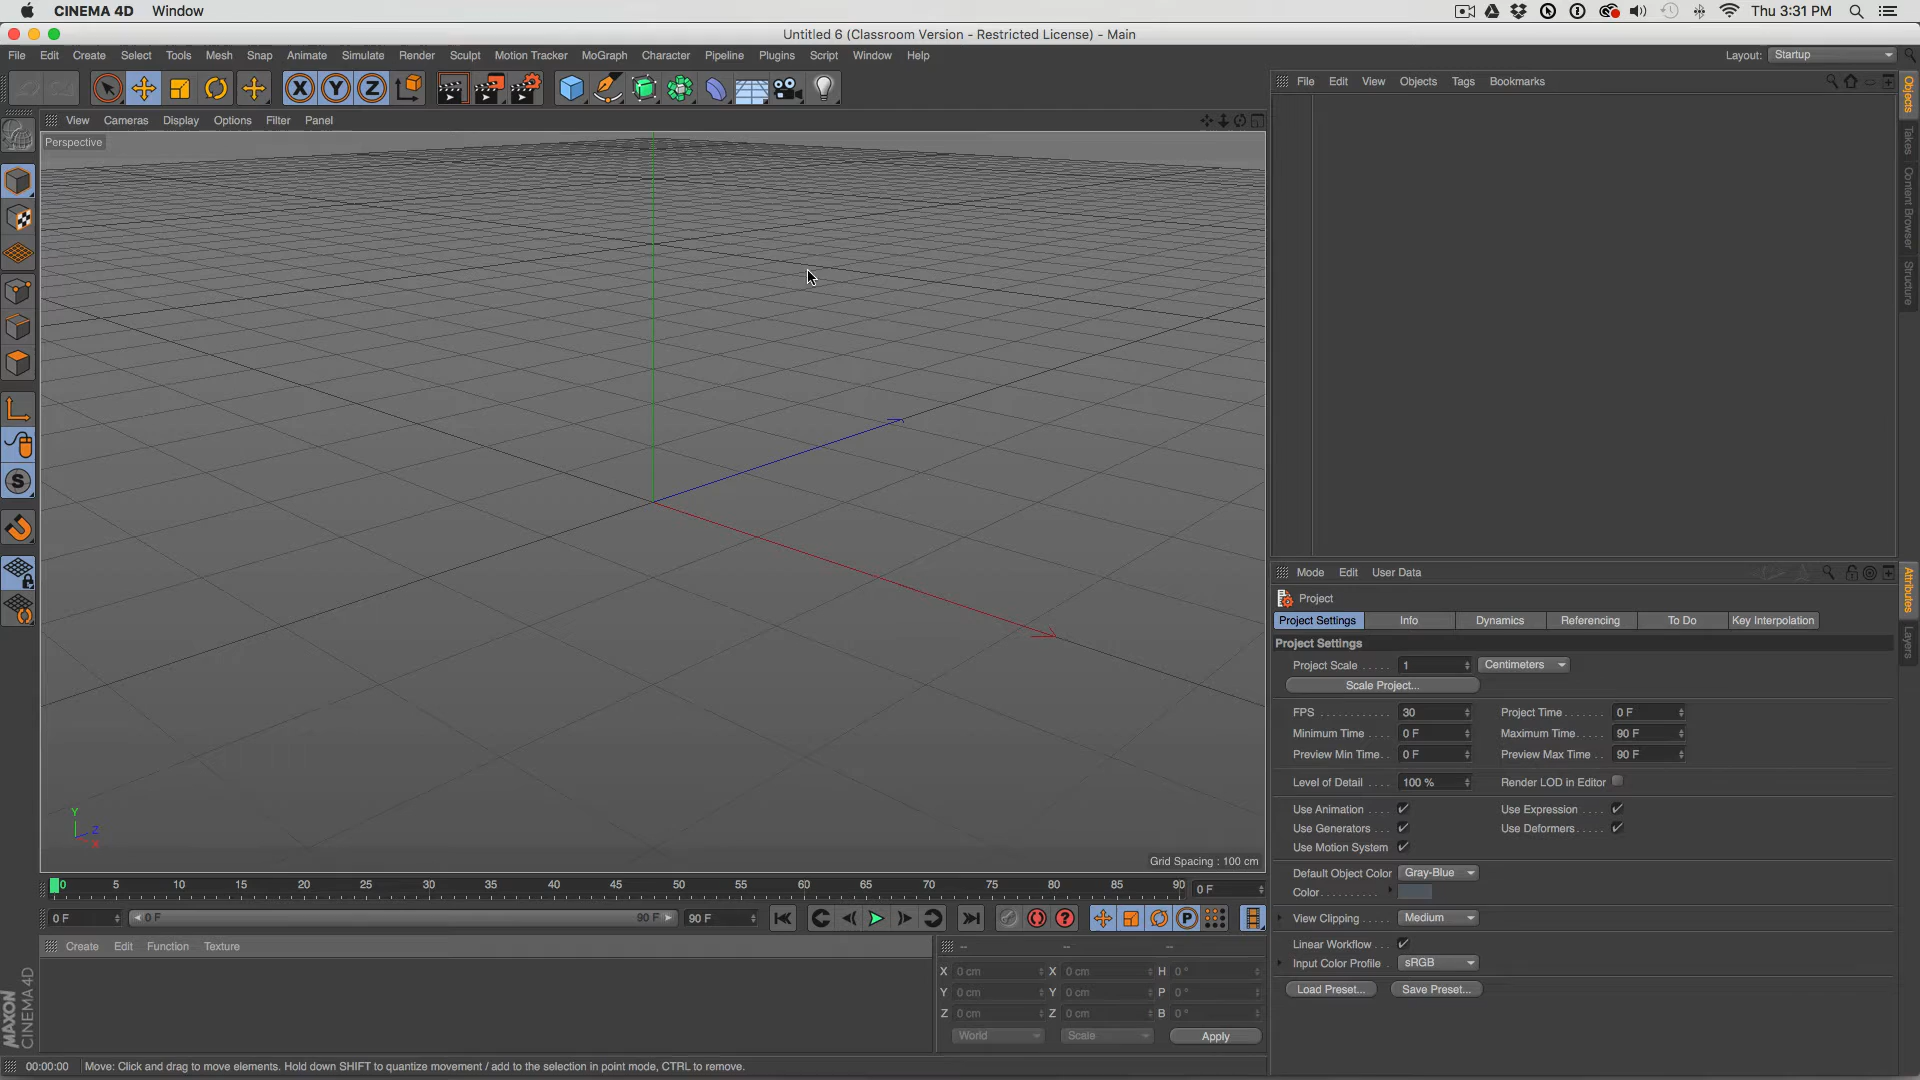 CINEMA 4D Window Thu 3:31 PM
Untitled 6 (Classroom Version - Restricted License) - Main
File Edit Create Select Tools Mesh Snap Animate Simulate Render Sculpt Motion Tracker MoGraph Character Pipeline Plugins Script Window Help Layout: Startup
X Y Z
File Edit View Objects Tags Bookmarks
View Cameras Display Options Filter Panel
Perspective
Objects
Takes
Content Browser
Structure
S
Y
Z
X
Grid Spacing : 100 cm
Mode Edit User Data
Project
Project Settings Info Dynamics Referencing To Do Key Interpolation
Project Settings
Project Scale ..... 1 Centimeters
Scale Project...
FPS ............ 30 Project Time ....... 0 F
Minimum Time .... 0 F Maximum Time ..... 90 F
Preview Min Time.. 0 F Preview Max Time .. 90 F
Level of Detail .... 100 % Render LOD in Editor
Use Animation .... Use Expression ....
Use Generators ... Use Deformers.....
Use Motion System
Default Object Color Gray-Blue
Color.........
View Clipping ...... Medium
Linear Workflow ...
Input Color Profile . sRGB
Load Preset... Save Preset...
Attributes
Layers
0 5 10 15 20 25 30 35 40 45 50 55 60 65 70 75 80 85 90 0 F
0 F 0 F 90 F 90 F P
Create Edit Function Texture -- -- --
X 0 cm X 0 cm H 0 °
Y 0 cm Y 0 cm P 0 °
Z 0 cm Z 0 cm B 0 °
World Scale Apply
MAXON
CINEMA 4D
00:00:00 Move: Click and drag to move elements. Hold down SHIFT to quantize movement / add to the selection in point mode, CTRL to remove.